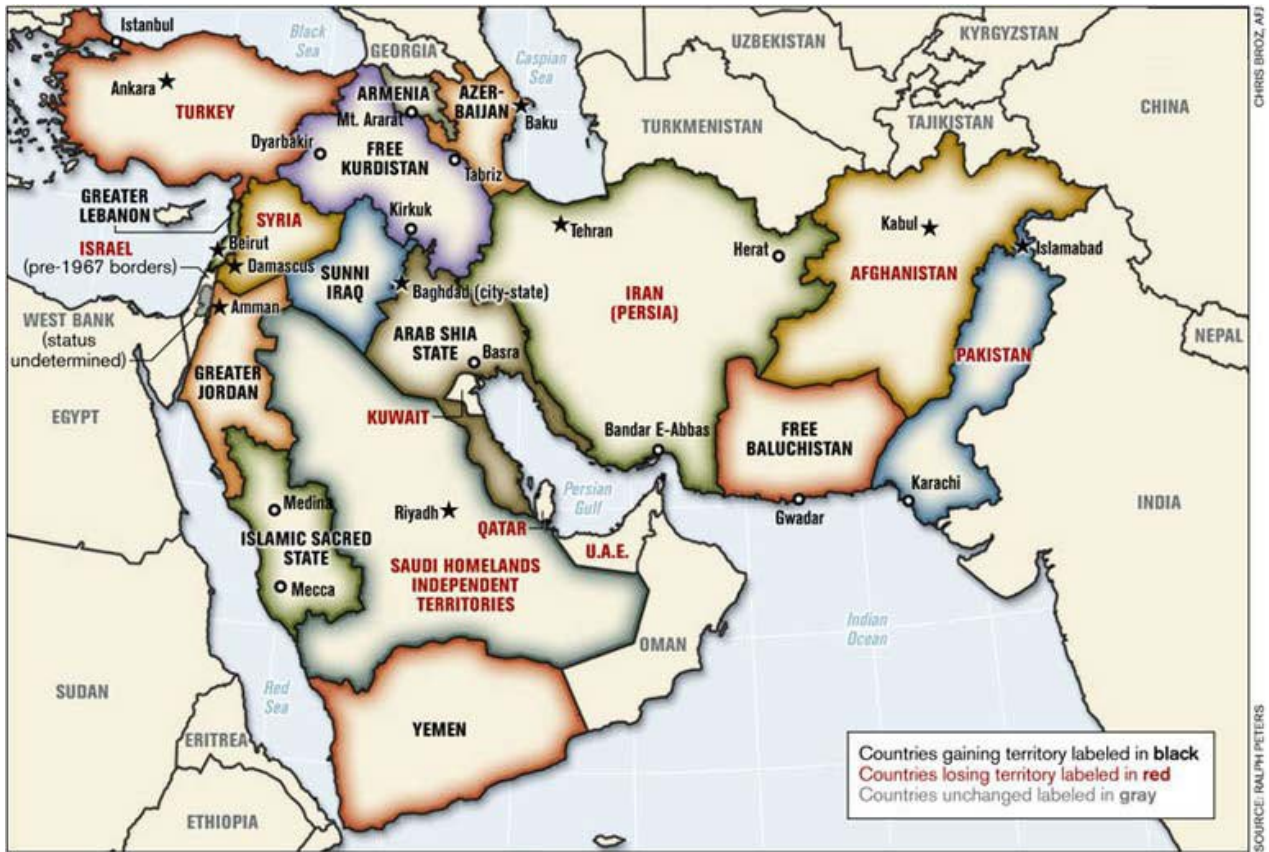 Istanbul
Black
Sea
GEORGIA
Caspian
Sea
UZBEKISTAN
KYRGYZSTAN
CHRIS BROZ, AFJ
Ankara
TURKEY
ARMENIA
Mt. Ararat
AZER-
BAIJAN
Baku
TURKMENISTAN
TAJIKISTAN
CHINA
Dyarbakir
FREE
KURDISTAN
Tabriz
GREATER
LEBANON
SYRIA
Kirkuk
Tehran
Herat
Kabul
Islamabad
ISRAEL
(pre-1967 borders)
Beirut
Damascus
SUNNI
IRAQ
Baghdad (city-state)
IRAN
(PERSIA)
AFGHANISTAN
WEST BANK
(status
undetermined)
Amman
ARAB SHIA
STATE
Basra
PAKISTAN
NEPAL
GREATER
JORDAN
KUWAIT
EGYPT
Bandar E-Abbas
FREE
BALUCHISTAN
Medina
Riyadh
Persian
Gulf
Gwadar
Karachi
INDIA
ISLAMIC SACRED
STATE
QATAR
U.A.E.
Mecca
SAUDI HOMELANDS
INDEPENDENT
TERRITORIES
OMAN
Indian
Ocean
SUDAN
Red
Sea
YEMEN
ERITREA
ETHIOPIA
Countries gaining territory labeled in black
Countries losing territory labeled in red
Countries unchanged labeled in gray
SOURCE: RALPH PETERS